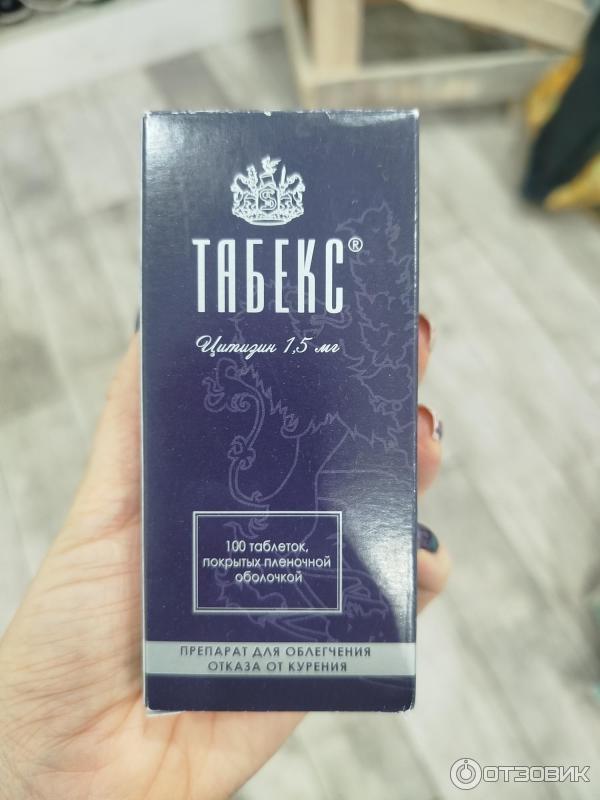 S
ТАБЕКС®
Цитизин 1,5 мг
100 таблеток,
покрытых пленочной
оболочкой
ПРЕПАРАТ ДЛЯ ОБЛЕГЧЕНИЯ
ОТКАЗА ОТ КУРЕНИЯ
ОТЗОВИК